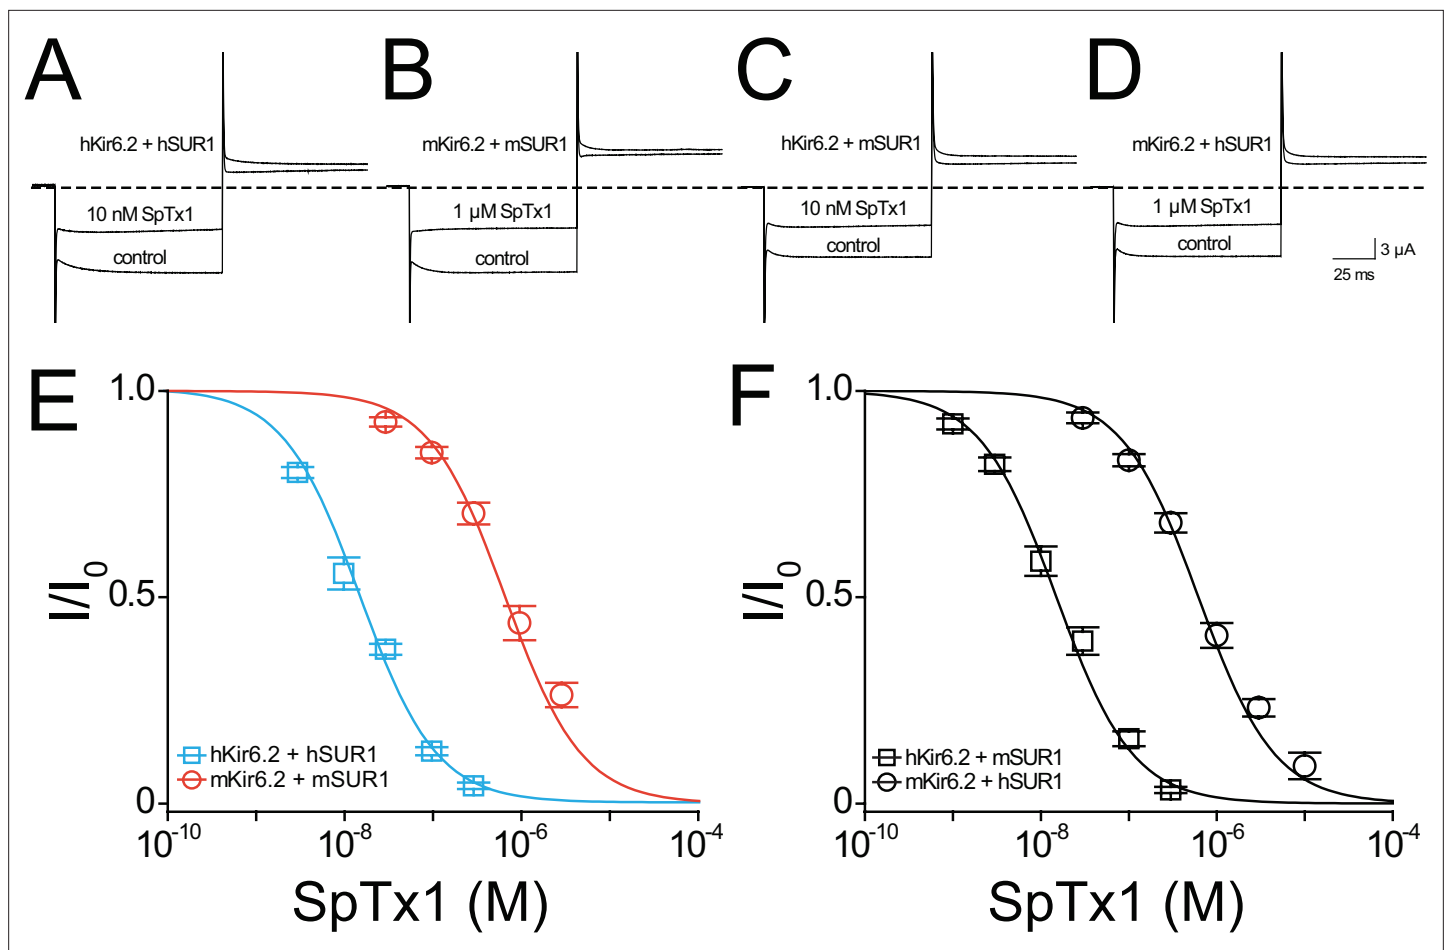 A
B
C
D
hKir6.2 + hSUR1
mKir6.2 + mSUR1
hKir6.2 + mSUR1
mKir6.2 + hSUR1
10 nM SpTx1
1 µM SpTx1
10 nM SpTx1
1 µM SpTx1
control
control
control
control
3 µA
25 ms
E
1.0
0.5
0
I/I0
hKir6.2 + hSUR1
mKir6.2 + mSUR1
10-10
10-8
10-6
10-4
SpTx1 (M)
F
1.0
0.5
0
I/I0
hKir6.2 + mSUR1
mKir6.2 + hSUR1
10-10
10-8
10-6
10-4
SpTx1 (M)